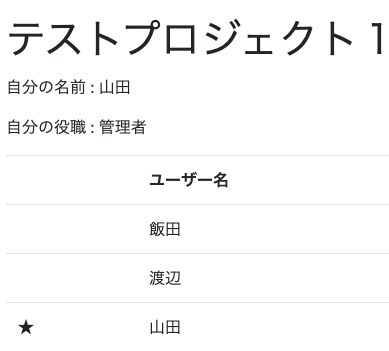 テストプロジェクト 1
自分の名前 : 山田
自分の役職 : 管理者
ユーザー名
飯田
渡辺
★ 山田